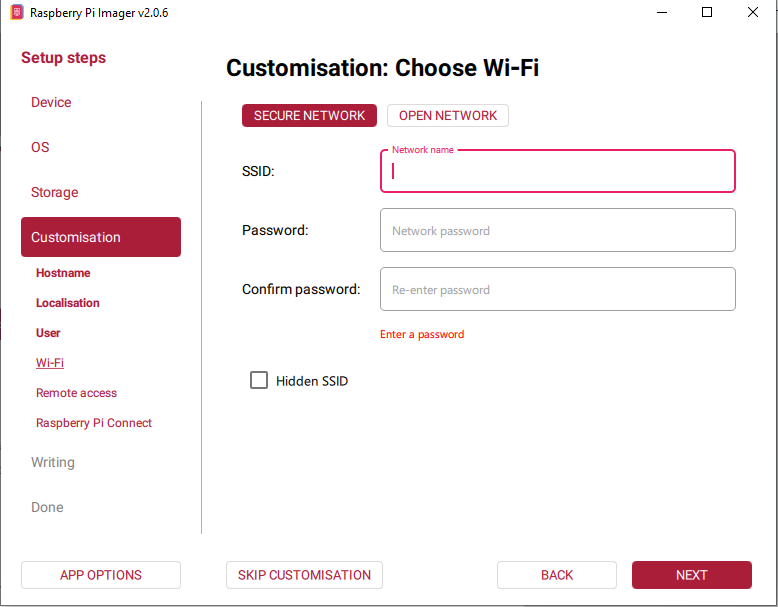 Raspberry Pi Imager v2.0.6
Setup steps
Device
OS
Storage
Customisation
Hostname
Localisation
User
Wi-Fi
Remote access
Raspberry Pi Connect
Writing
Done
Customisation: Choose Wi-Fi
SECURE NETWORK OPEN NETWORK
Network name
SSID:
Password: Network password
Confirm password: Re-enter password
Enter a password
Hidden SSID
APP OPTIONS SKIP CUSTOMISATION BACK NEXT